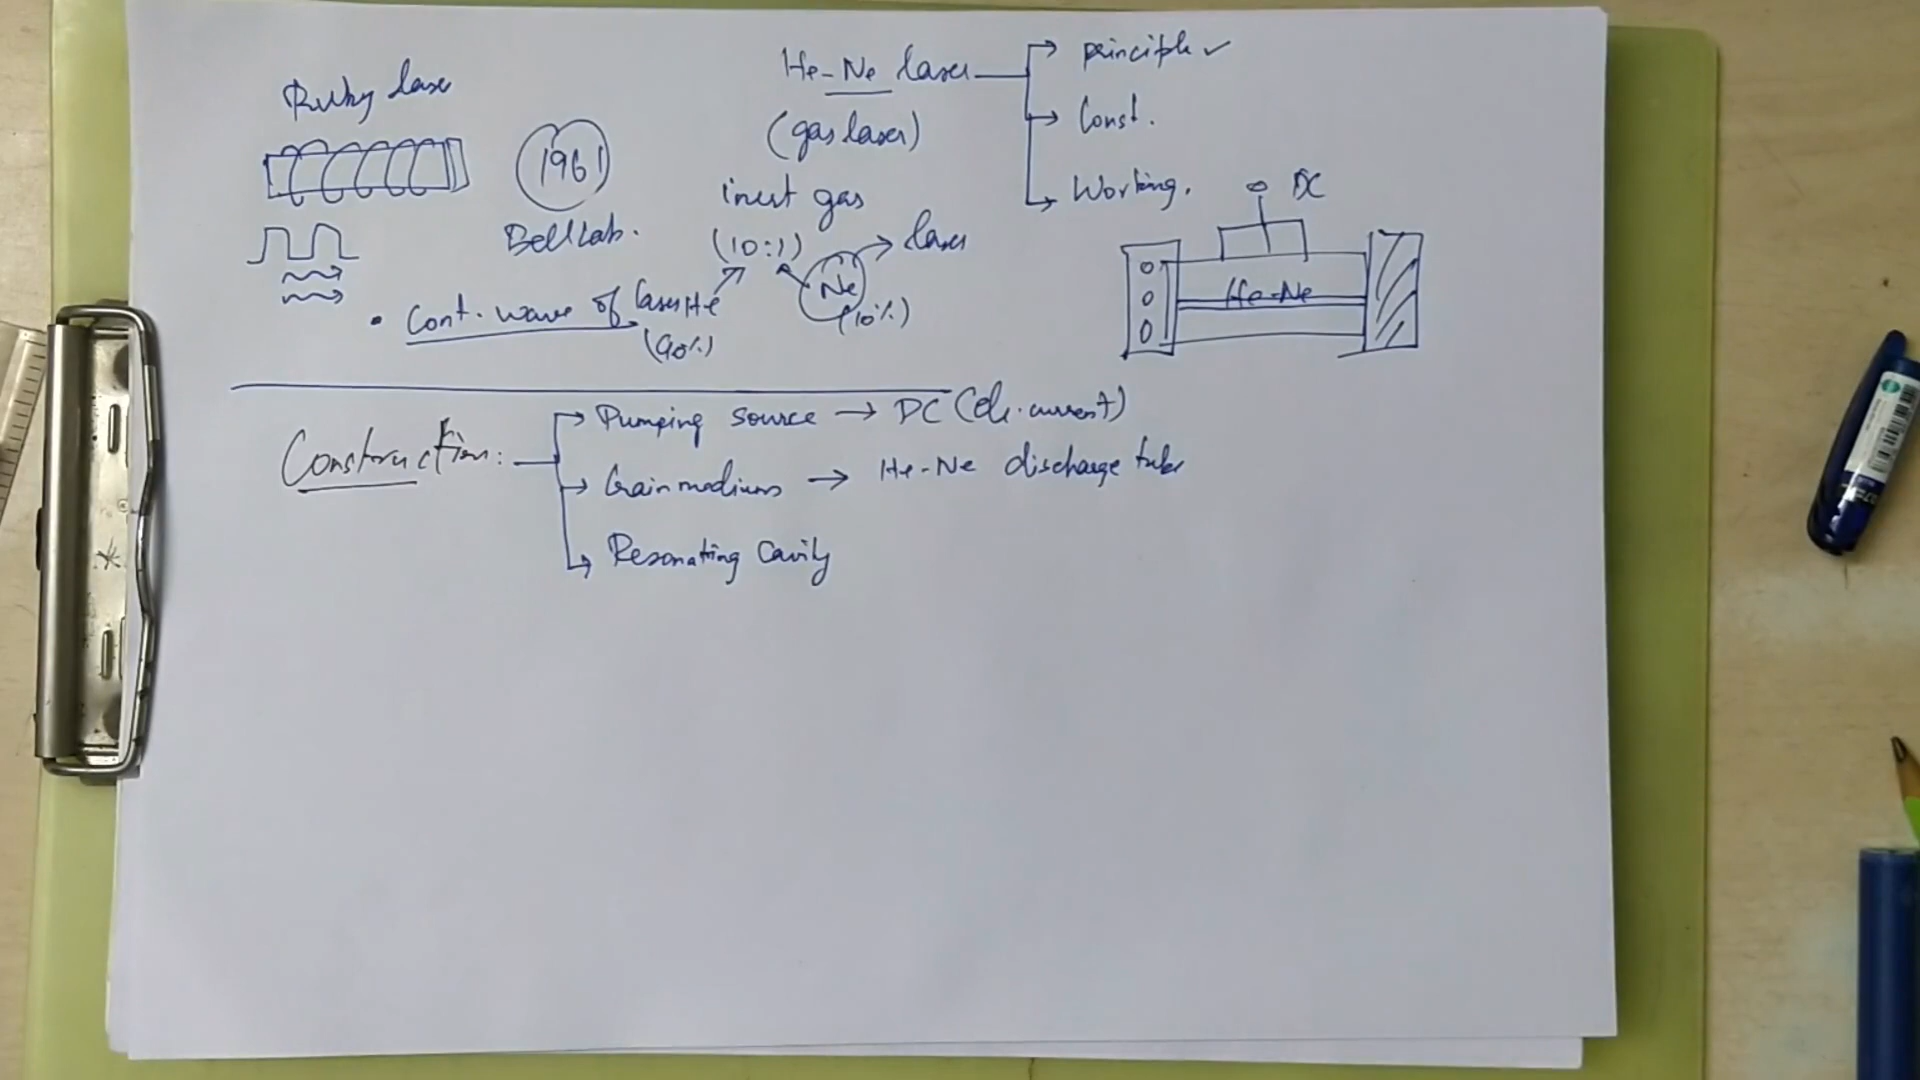 Ruby laser
1961
Bell Lab.
He-Ne laser
(gas laser)
inert gas
(10:1)
Ne
(10%)
laser
principle ✓
Const.
Working.
DC
He-Ne
• Cont. wave of laser
He
(90%)
Construction:
Pumping source → DC (ele. current)
Gain medium → He-Ne discharge tube
Resonating Cavity